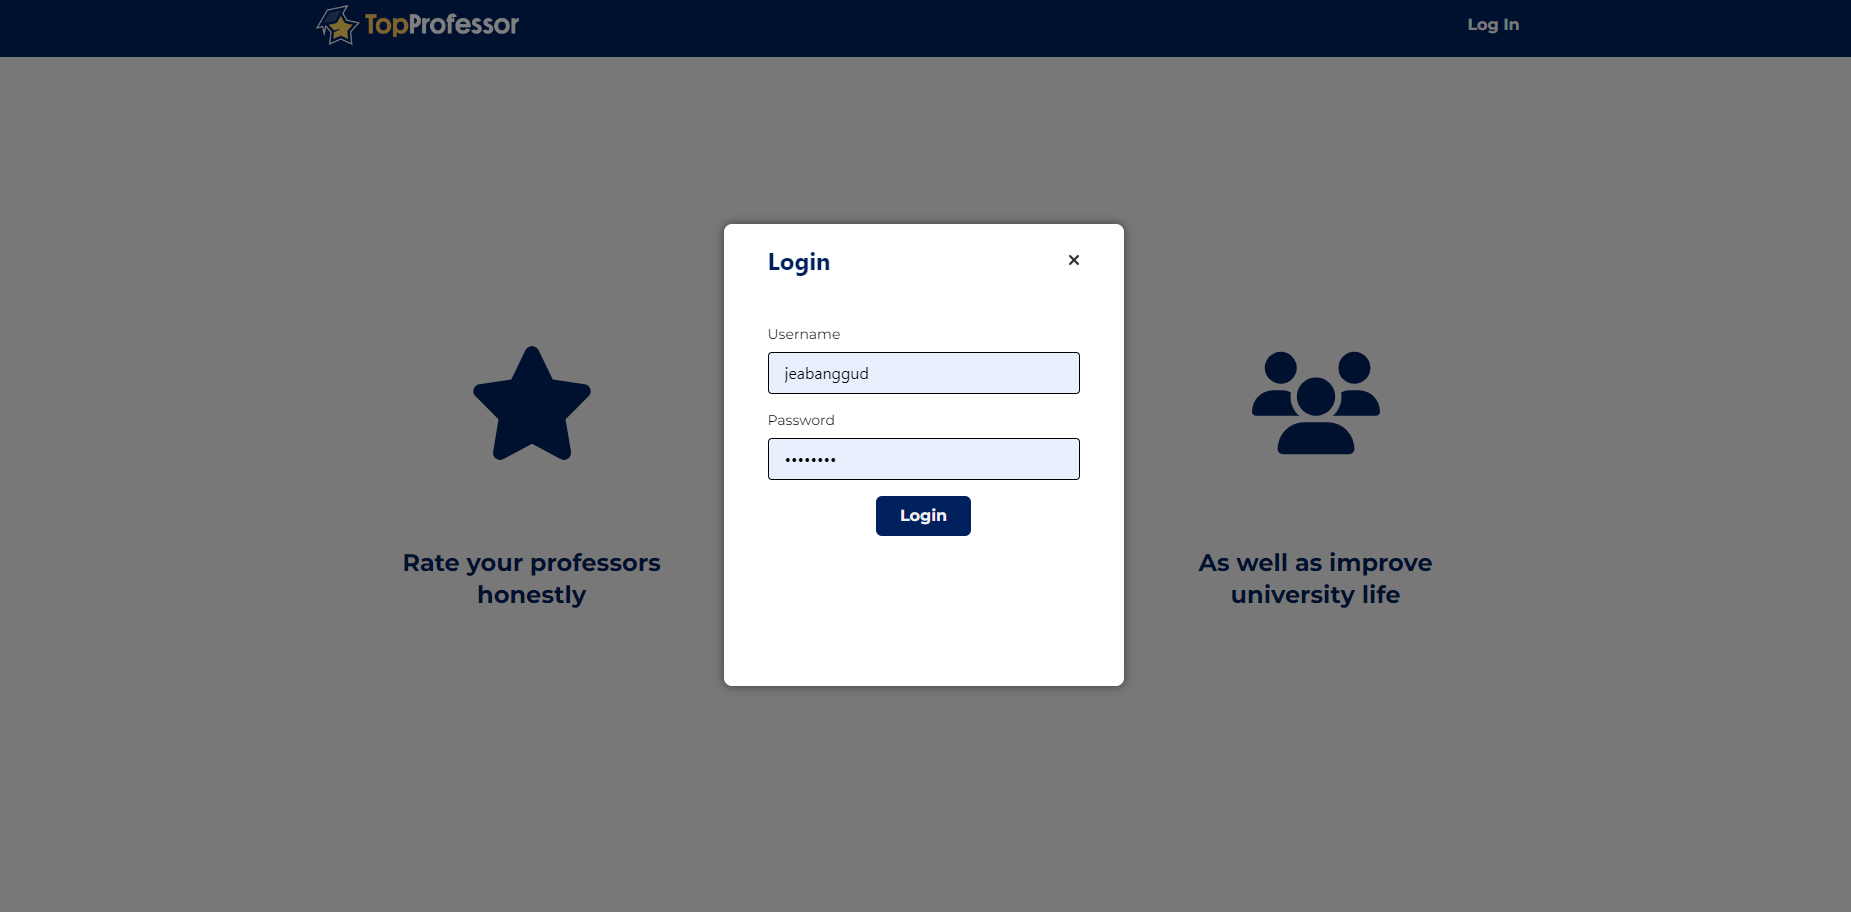 TopProfessor
Log In
Login
×
Username
jeabanggud
Password
••••••••
Login
Rate your professors
honestly
As well as improve
university life